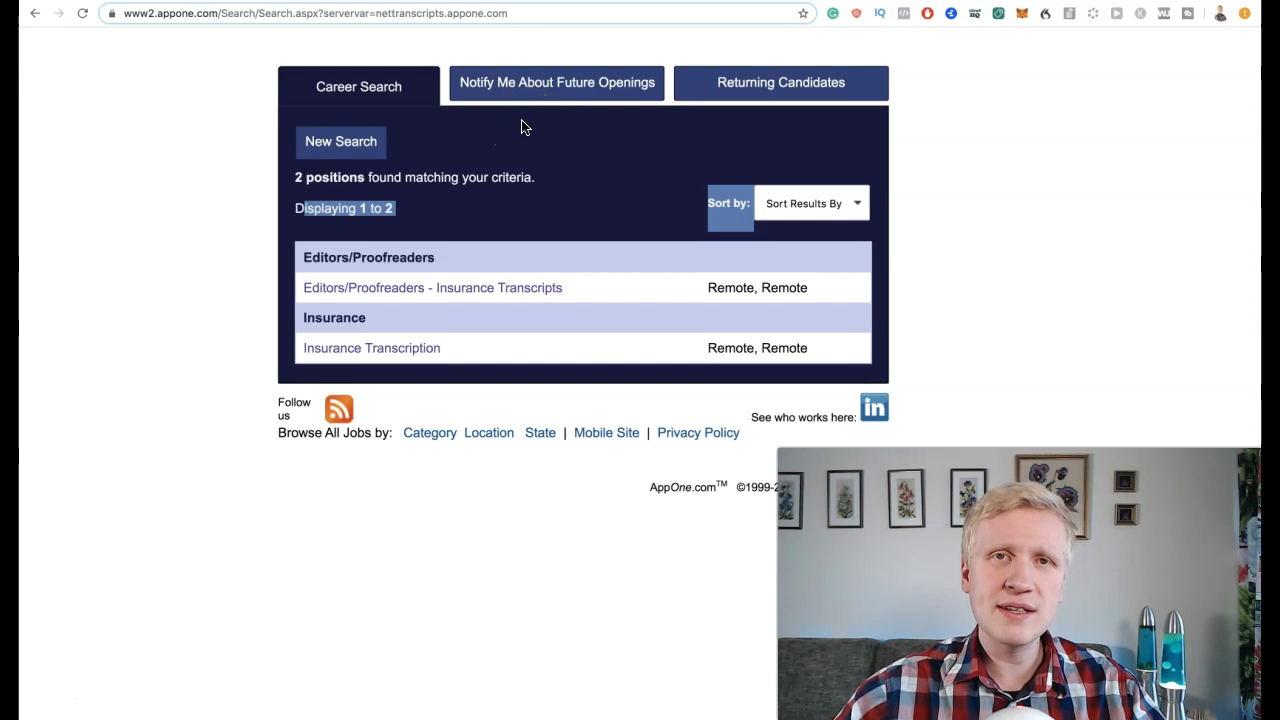 www2.appone.com/Search/Search.aspx?servervar=nettranscripts.appone.com
Career Search
Notify Me About Future Openings
Returning Candidates
New Search
2 positions found matching your criteria.
Displaying 1 to 2
Sort by: Sort Results By
Editors/Proofreaders
Editors/Proofreaders - Insurance Transcripts Remote, Remote
Insurance
Insurance Transcription Remote, Remote
Follow us
See who works here: in
Browse All Jobs by: Category Location State | Mobile Site | Privacy Policy
AppOne.com™ ©1999-2